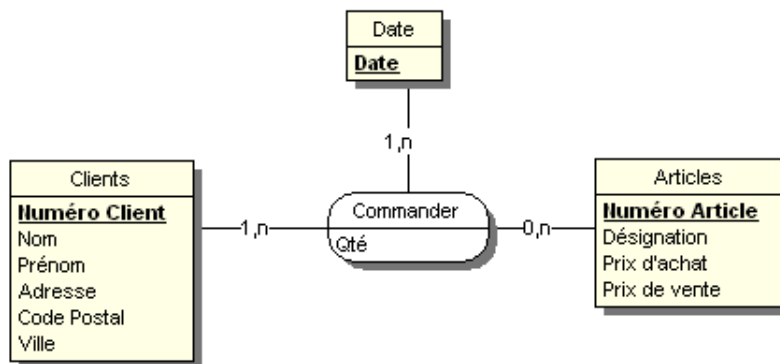 Date
Date
1,n
Clients
Numéro Client
Nom
Prénom
Adresse
Code Postal
Ville
1,n
Commander
Qté
0,n
Articles
Numéro Article
Désignation
Prix d'achat
Prix de vente